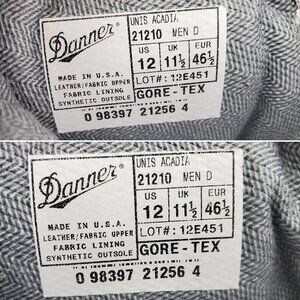 Danner
MADE IN U.S.A.
LEATHER/FABRIC UPPER
FABRIC LINING
SYNTHETIC OUTSOLE
UNIS ACADIA
21210 MEN D
US UK EUR
12 11½ 46½
LOT#: 12E451
GORE-TEX
0 98397 21256 4
Danner
MADE IN U.S.A.
LEATHER/FABRIC UPPER
FABRIC LINING
SYNTHETIC OUTSOLE
UNIS ACADIA
21210 MEN D
US UK EUR
12 11½ 46½
LOT#: 12E451
GORE-TEX
0 98397 21256 4